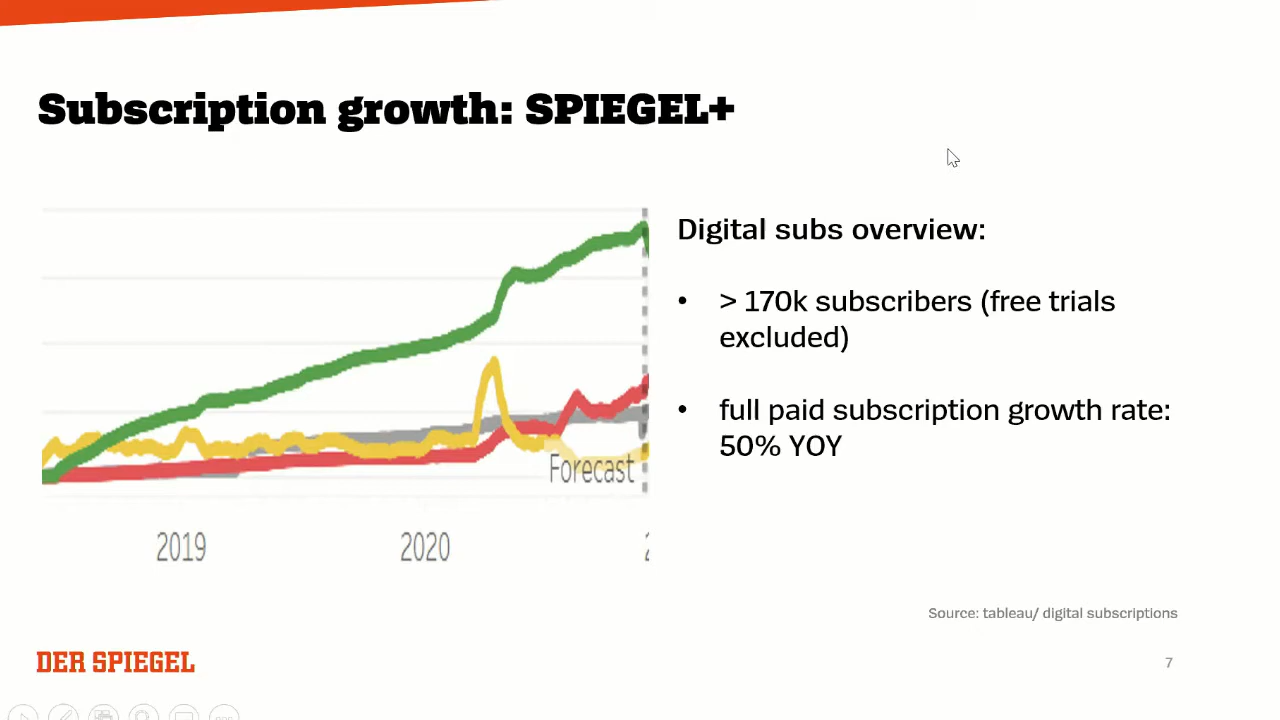 Subscription growth: SPIEGEL+
Digital subs overview:
• > 170k subscribers (free trials
excluded)
• full paid subscription growth rate:
50% YOY
Forecast
2019 2020
Source: tableau/ digital subscriptions
DER SPIEGEL
7